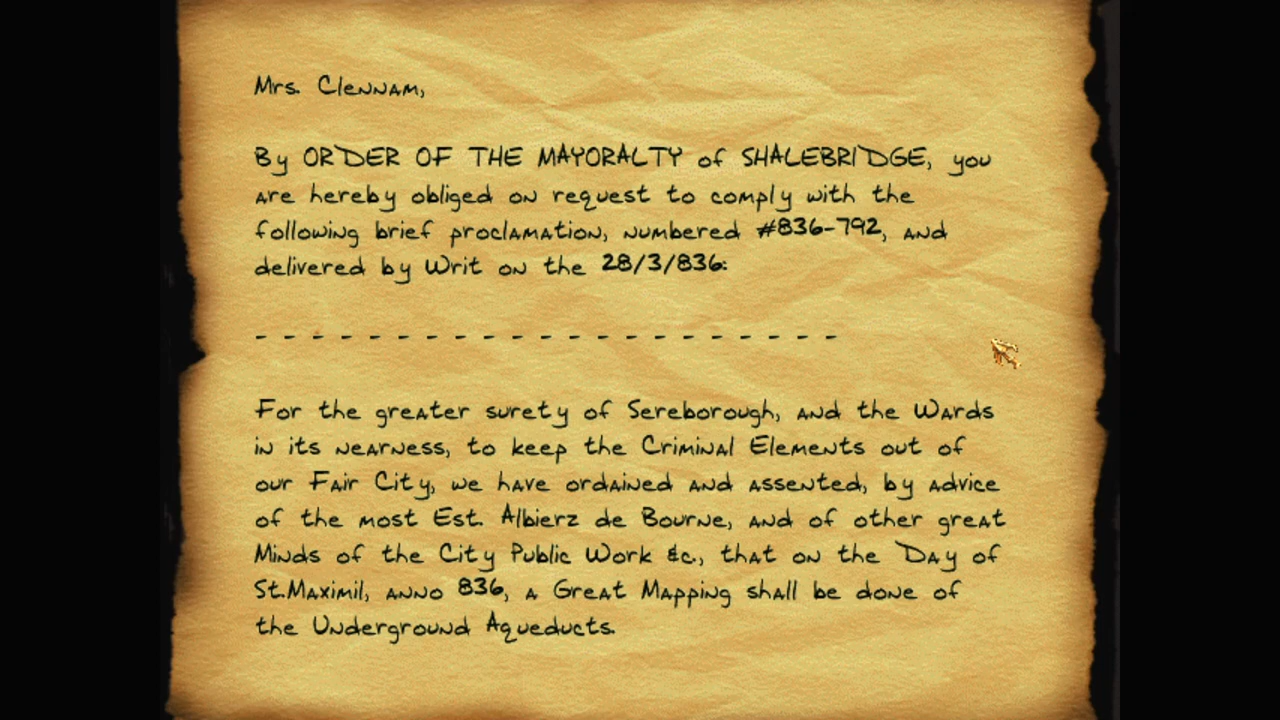 Mrs. Clennam,
By ORDER OF THE MAYORALTY of SHALEBRIDGE, you
are hereby obliged on request to comply with the
following brief proclamation, numbered #836-792, and
delivered by Writ on the 28/3/836:
- - - - - - - - - - - - - - - - - - - - -
For the greater surety of Sereborough, and the Wards
in its nearness, to keep the Criminal Elements out of
our Fair City, we have ordained and assented, by advice
of the most Est. Albierz de Bourne, and of other great
Minds of the City Public Work &c., that on the Day of
St.Maximil, anno 836, a Great Mapping shall be done of
the Underground Aqueducts.